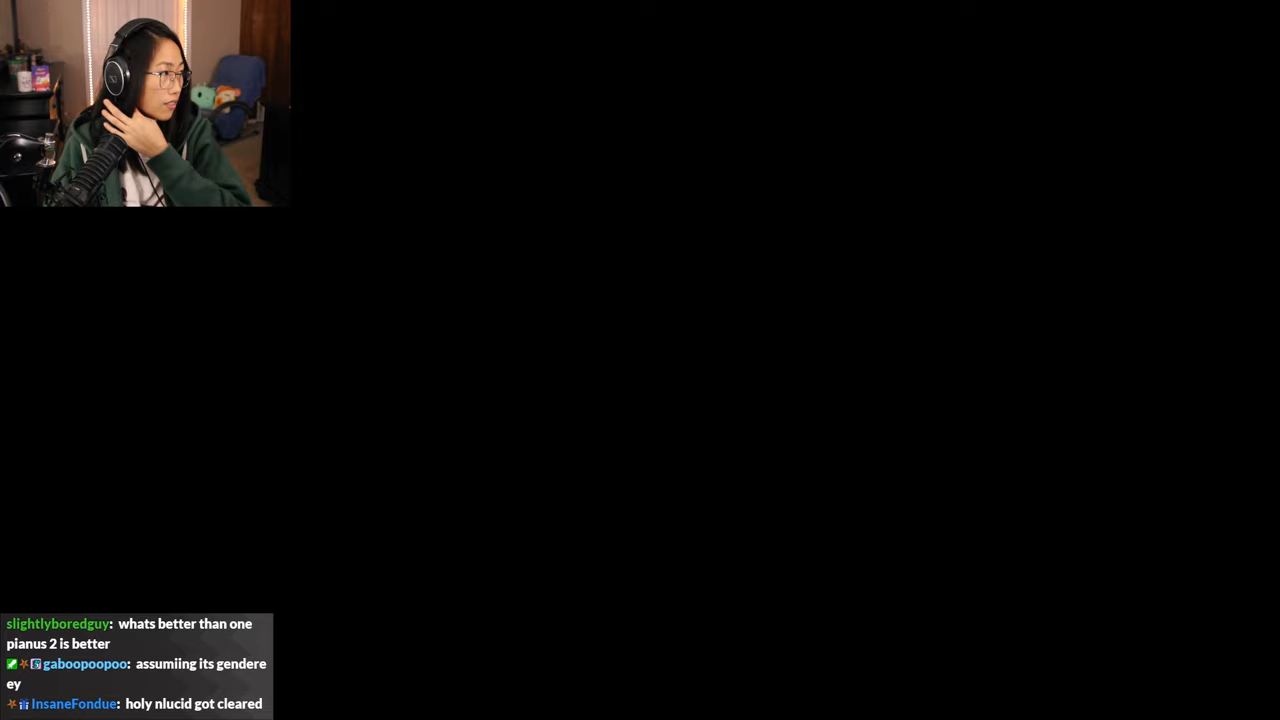 slightlyboredguy: whats better than one
pianus 2 is better
gaboopoopoo: assumiing its gendere
ey
InsaneFondue: holy nlucid got cleared